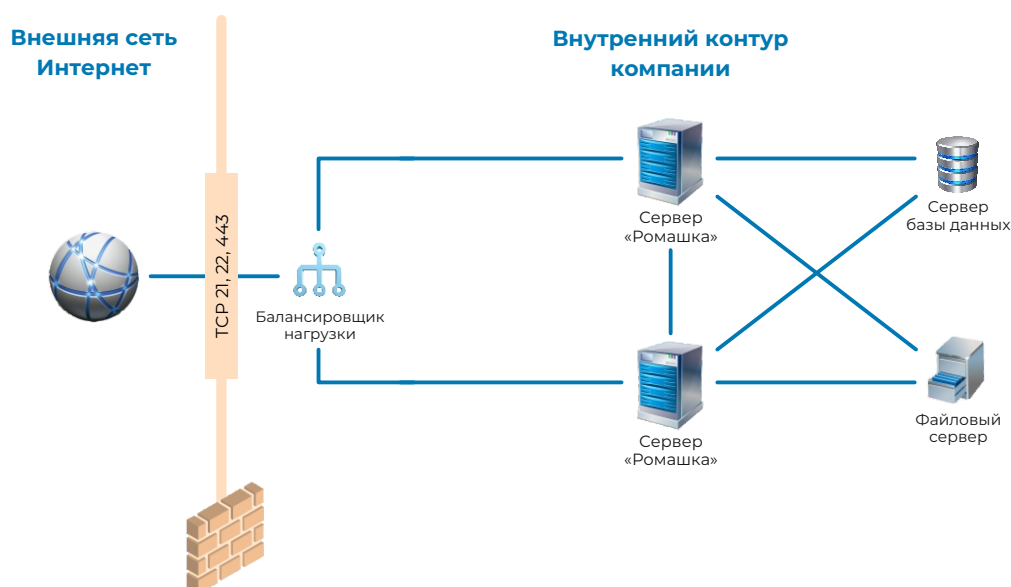 Внешняя сеть
Интернет
Внутренний контур
компании
TCP 21, 22, 443
Балансировщик
нагрузки
Сервер
«Ромашка»
Сервер
базы данных
Сервер
«Ромашка»
Файловый
сервер